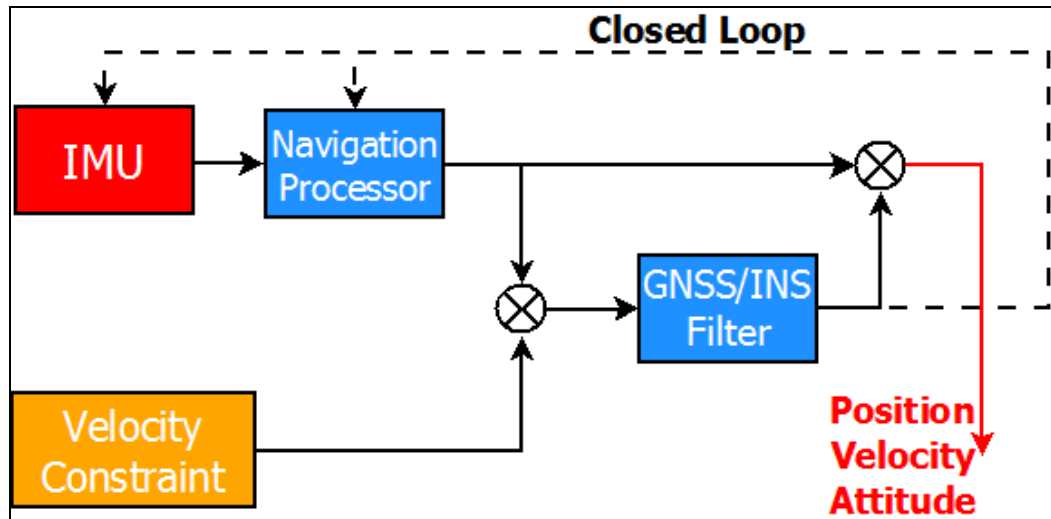 Closed Loop
IMU
Navigation
Processor
GNSS/INS
Filter
Velocity
Constraint
Position
Velocity
Attitude